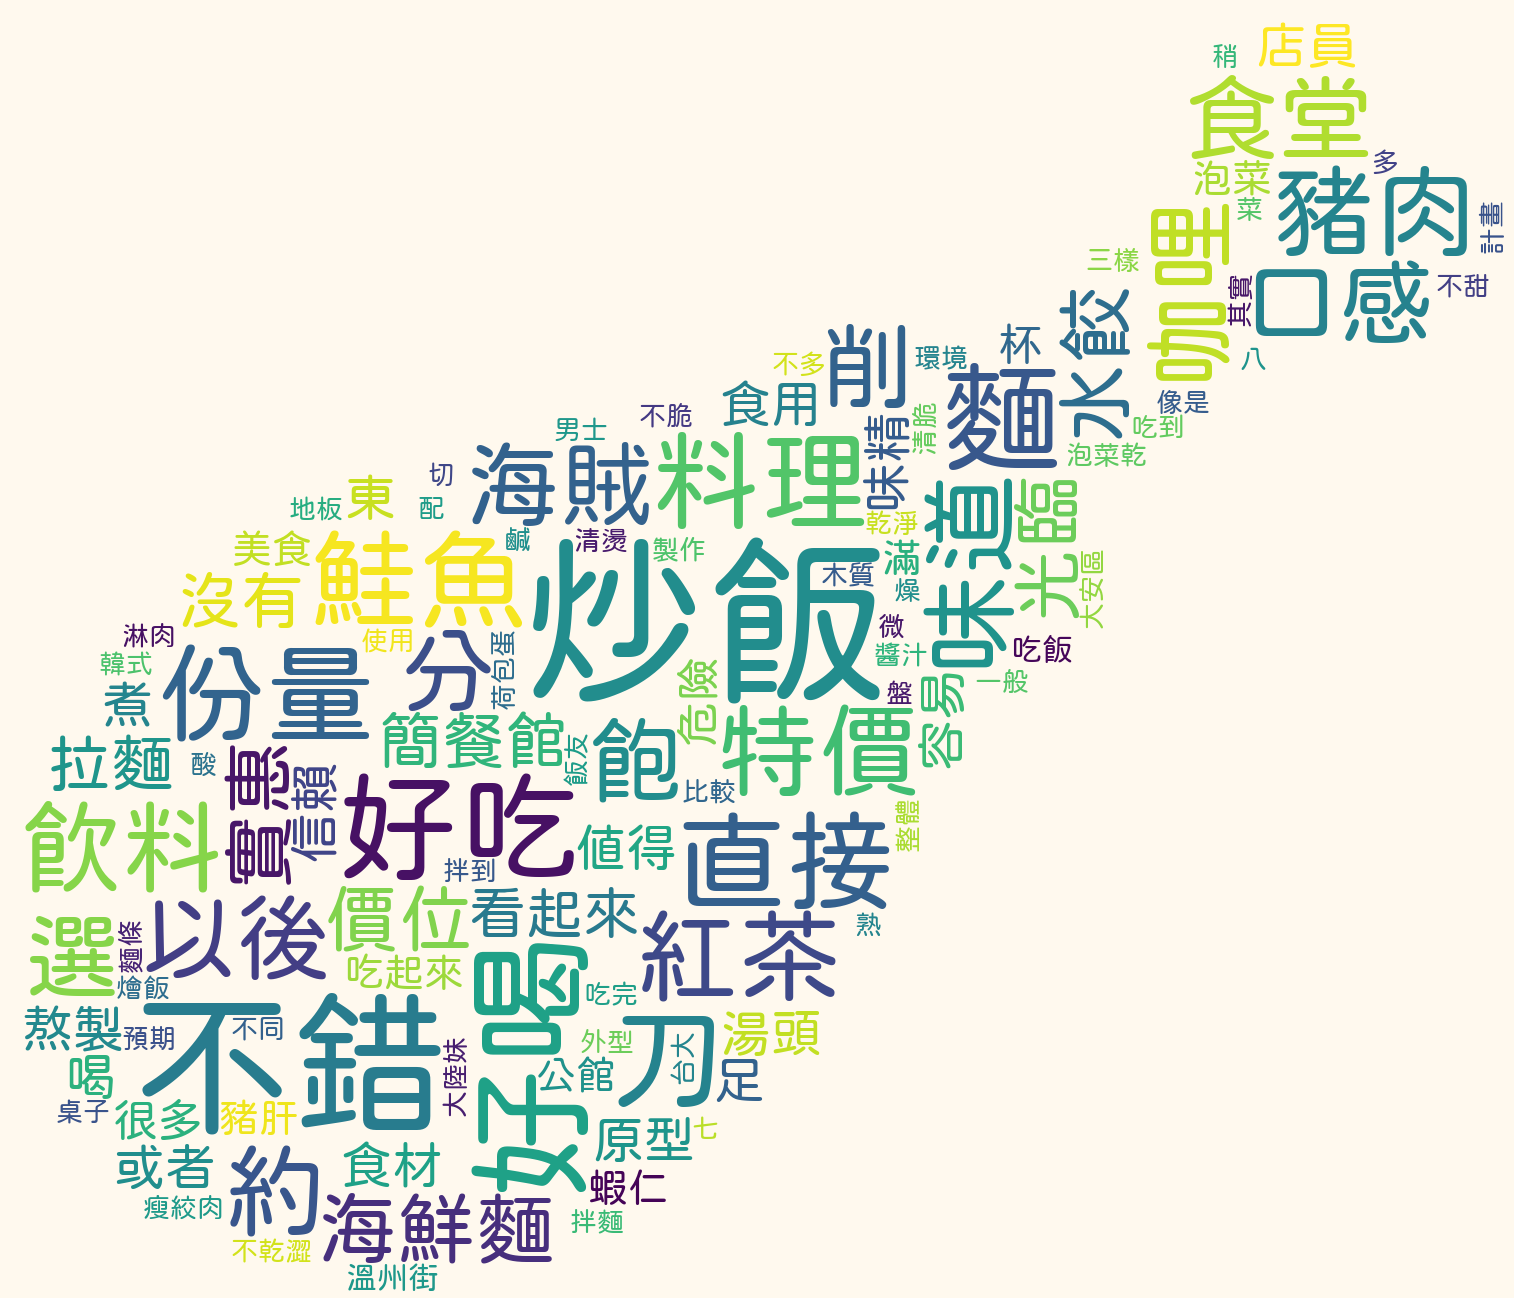 店員
稍
食堂
多
泡菜
豬肉
菜
計畫
咖哩
三樣
口感
不甜
其實
水餃
八
杯
削
環境
不多
麵
食用
像是
不脆
味精
清脆
吃到
男士
泡菜乾
海賊
料理
切
東
味道
光臨
地板
配
乾淨
鹹
清燙
製作
美食
鮭魚
炒飯
滿
木質
大安區
沒有
燥
微
淋肉
使用
吃飯
韓式
份量
分
荷包蛋
醬汁
危險
一般
煮
盤
容易
簡餐館
特價
飽
飯友
拉麵
酸
實惠
信賴
好吃
比較
飲料
整體
值得
直接
拌到
選
以後
價位
看起來
紅茶
熟
麵條
吃起來
好喝
燴飯
吃完
熬製
不錯
刀
湯頭
預期
不同
外型
台大
大陸妹
喝
公館
足
桌子
很多
豬肝
原型
七
或者
約
食材
蝦仁
瘦絞肉
海鮮麵
拌麵
不乾澀
溫州街